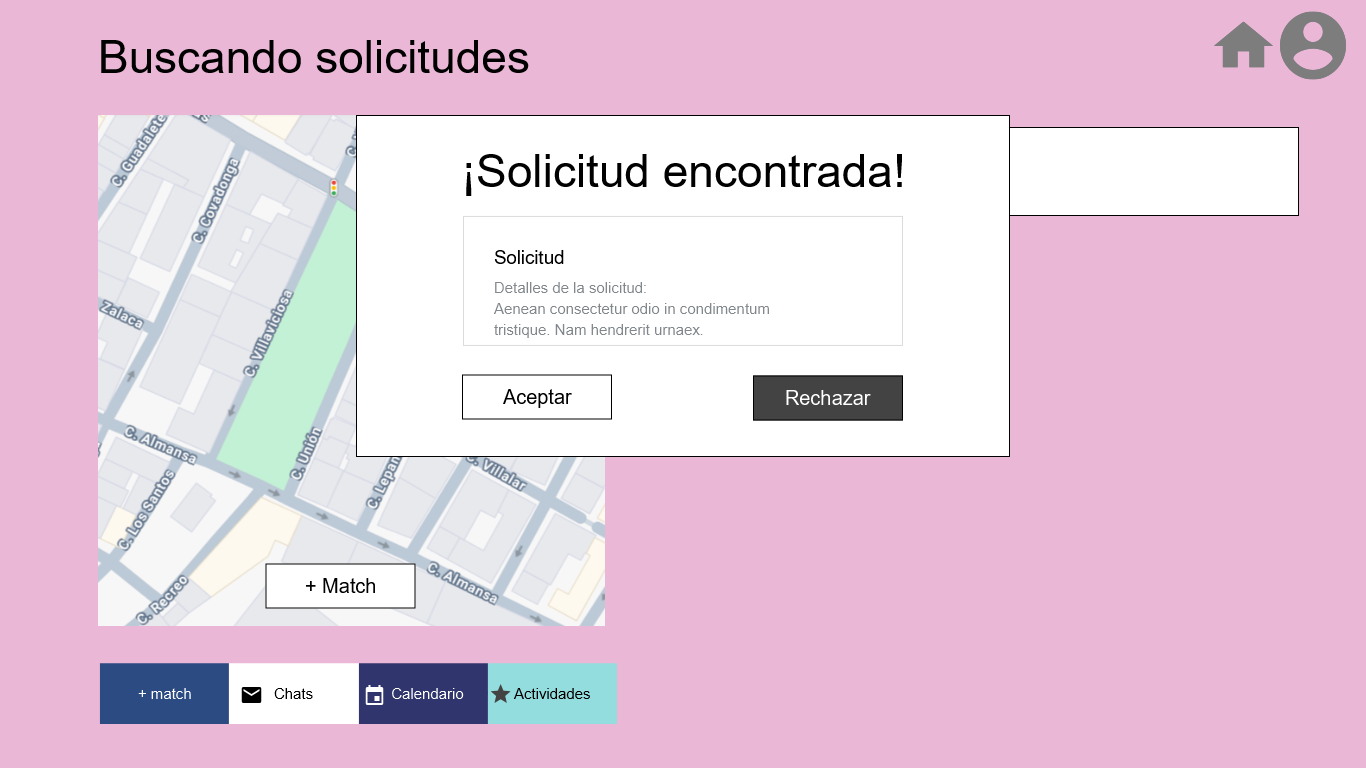 Buscando solicitudes
C. Guadalete
C. Covadonga
¡Solicitud encontrada!
Solicitud
Detalles de la solicitud:
Aenean consectetur odio in condimentum
tristique. Nam hendrerit urnaex.
Aceptar
Rechazar
Zalaca
C. Villaviciosa
C. Almansa
C. Unión
C. Villalar
C. Los Santos
C. Almansa
C. Recreo
+ Match
+ match
Chats
Calendario
Actividades